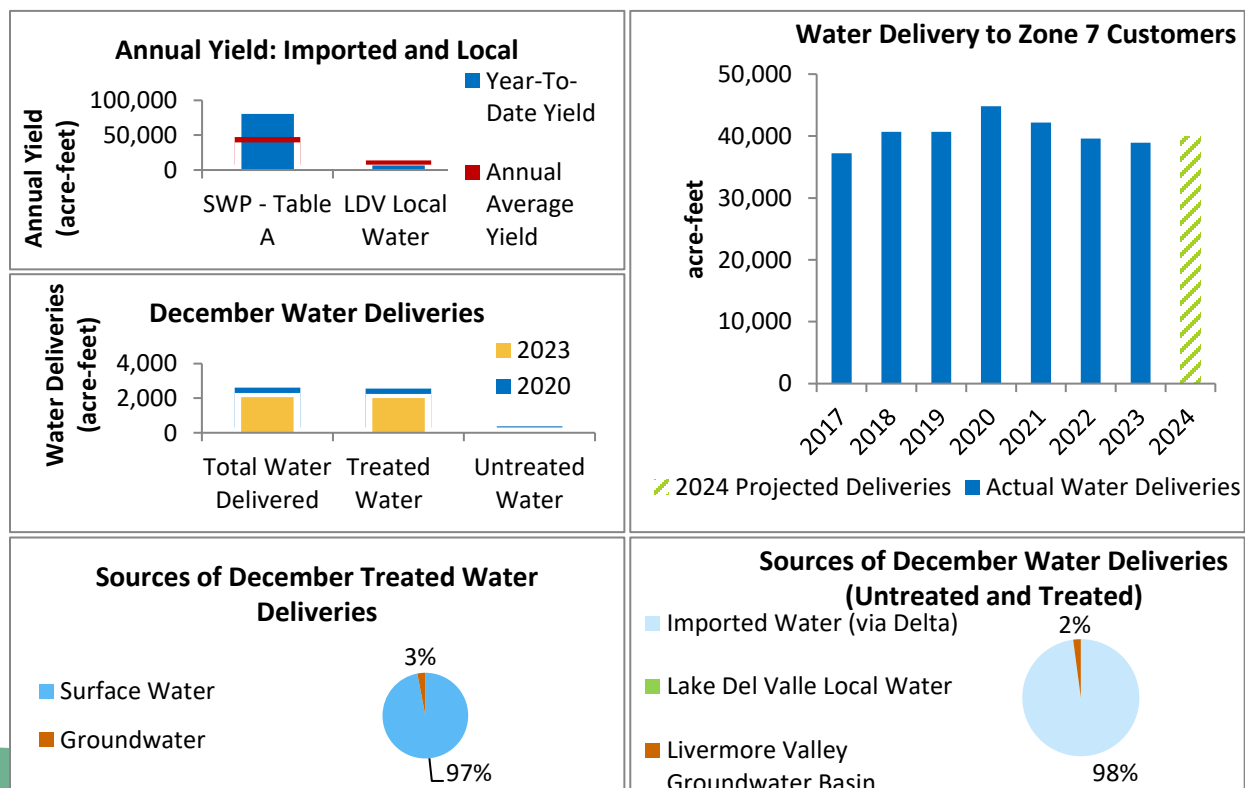 Annual Yield: Imported and Local
Annual Yield
(acre-feet)
100,000
50,000
0
SWP - Table
A
LDV Local
Water
Year-To-
Date Yield
Annual
Average
Yield
December Water Deliveries
Water Deliveries
(acre-feet)
4,000
2,000
0
2023
2020
Total Water
Delivered
Treated
Water
Untreated
Water
Sources of December Treated Water
Deliveries
Surface Water
Groundwater
3%
97%
Water Delivery to Zone 7 Customers
acre-feet
50,000
40,000
30,000
20,000
10,000
0
2017
2018
2019
2020
2021
2022
2023
2024
2024 Projected Deliveries
Actual Water Deliveries
Sources of December Water Deliveries
(Untreated and Treated)
Imported Water (via Delta)
Lake Del Valle Local Water
Livermore Valley
Groundwater Basin
2%
98%